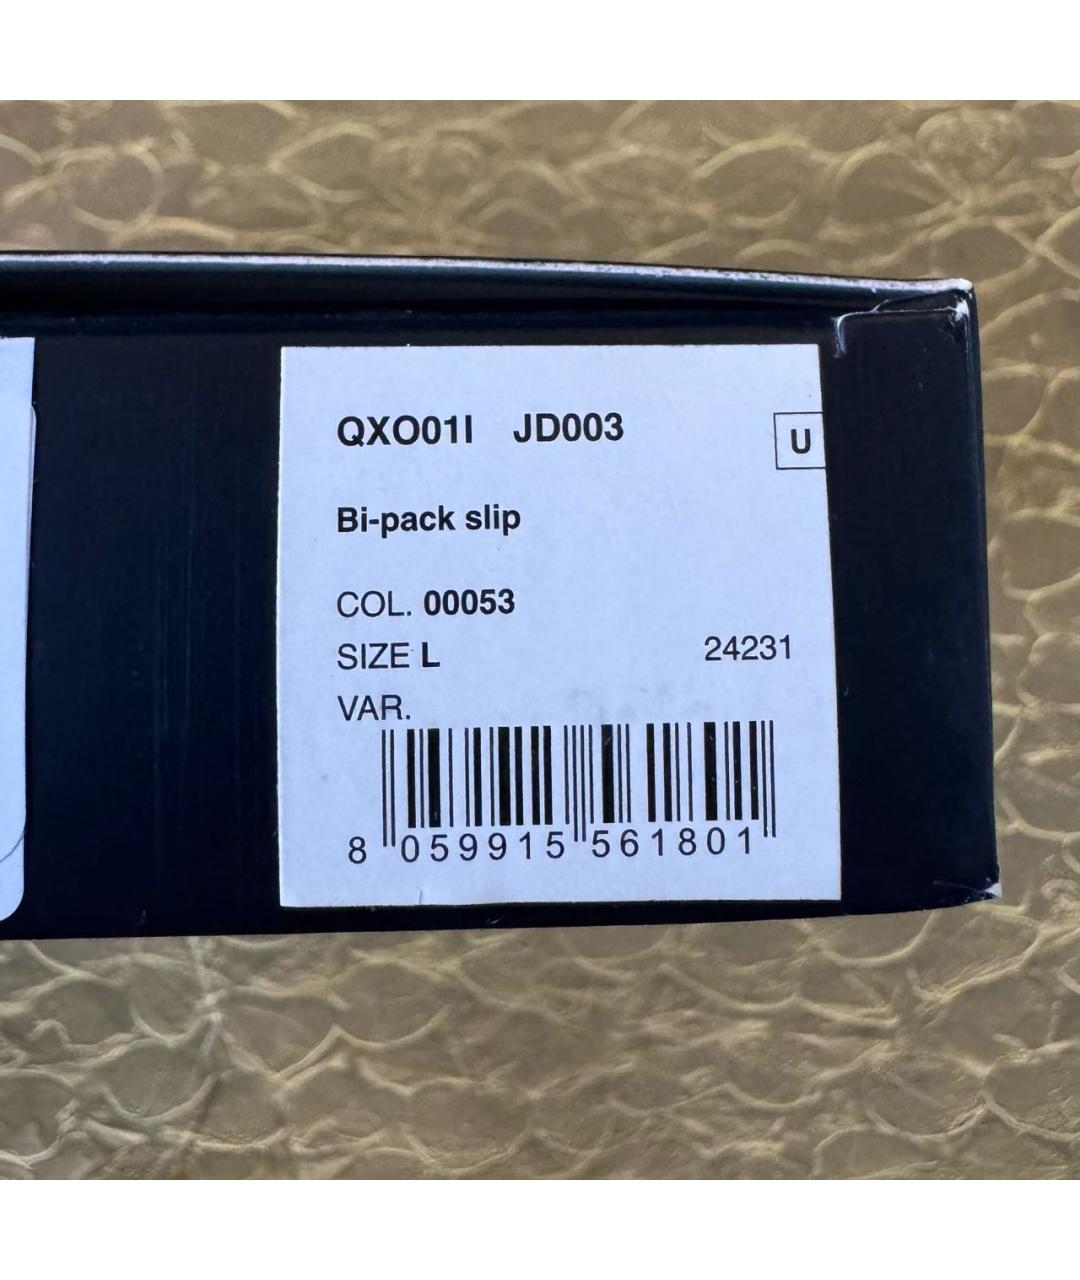 QXO01I JD003
U
Bi-pack slip
COL. 00053
SIZE L 24231
VAR.
8 059915 561801